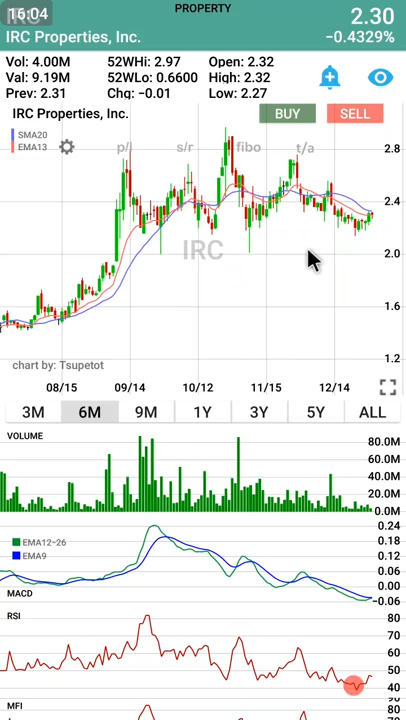 PROPERTY
16:04
IRC
2.30
IRC Properties, Inc.
−0.4329%
Vol: 4.00M
52WHi: 2.97
Open: 2.32
Val: 9.19M
52WLo: 0.6600
High: 2.32
Prev: 2.31
Chg: −0.01
Low: 2.27
IRC Properties, Inc.
BUY
SELL
SMA20
EMA13
p/l
s/r
fibo
t/a
2.8
2.4
IRC
2.0
1.6
1.2
chart by: Tsupetot
08/15
09/14
10/12
11/15
12/14
3M
6M
9M
1Y
3Y
5Y
ALL
VOLUME
80.0M
60.0M
40.0M
20.0M
0.00M
0.24
EMA12-26
0.18
EMA9
0.12
0.06
0.00
MACD
-0.06
RSI
80
70
60
50
40
MFI
80